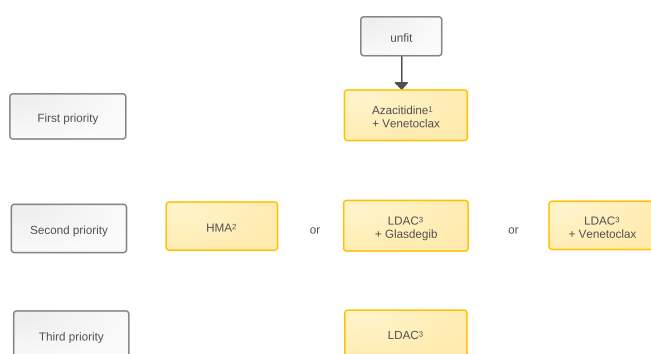 unfit
First priority
Azacitidine¹
+ Venetoclax
Second priority
HMA²
or
LDAC³
+ Glasdegib
or
LDAC³
+ Venetoclax
Third priority
LDAC³